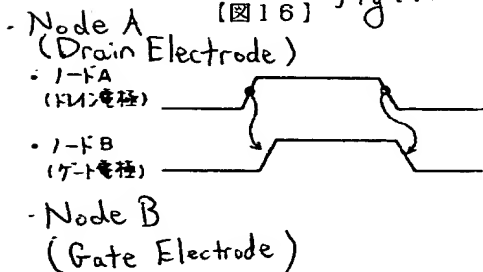 【図16】
- Node A
(Drain Electrode)
・ノードA
(ドレイン電極)
・ノードB
(ゲート電極)
- Node B
(Gate Electrode)